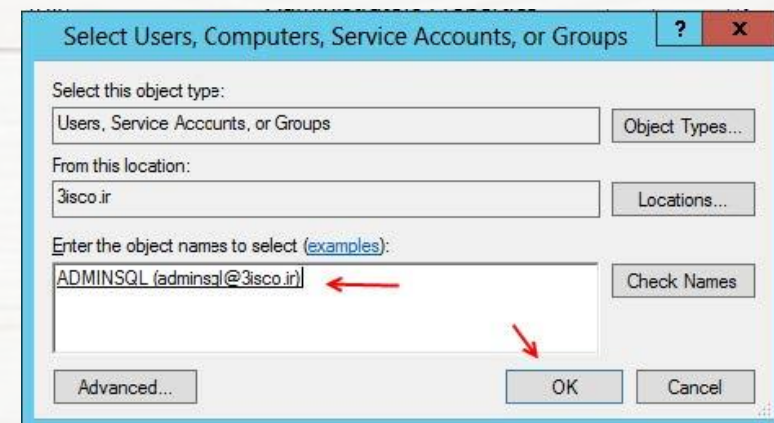 Select Users, Computers, Service Accounts, or Groups
?
x
Select this object type:
Users, Service Accounts, or Groups
Object Types...
From this location:
3isco.ir
Locations...
Enter the object names to select (examples):
ADMINSQL (adminsql@3isco.ir)
Check Names
Advanced...
OK
Cancel